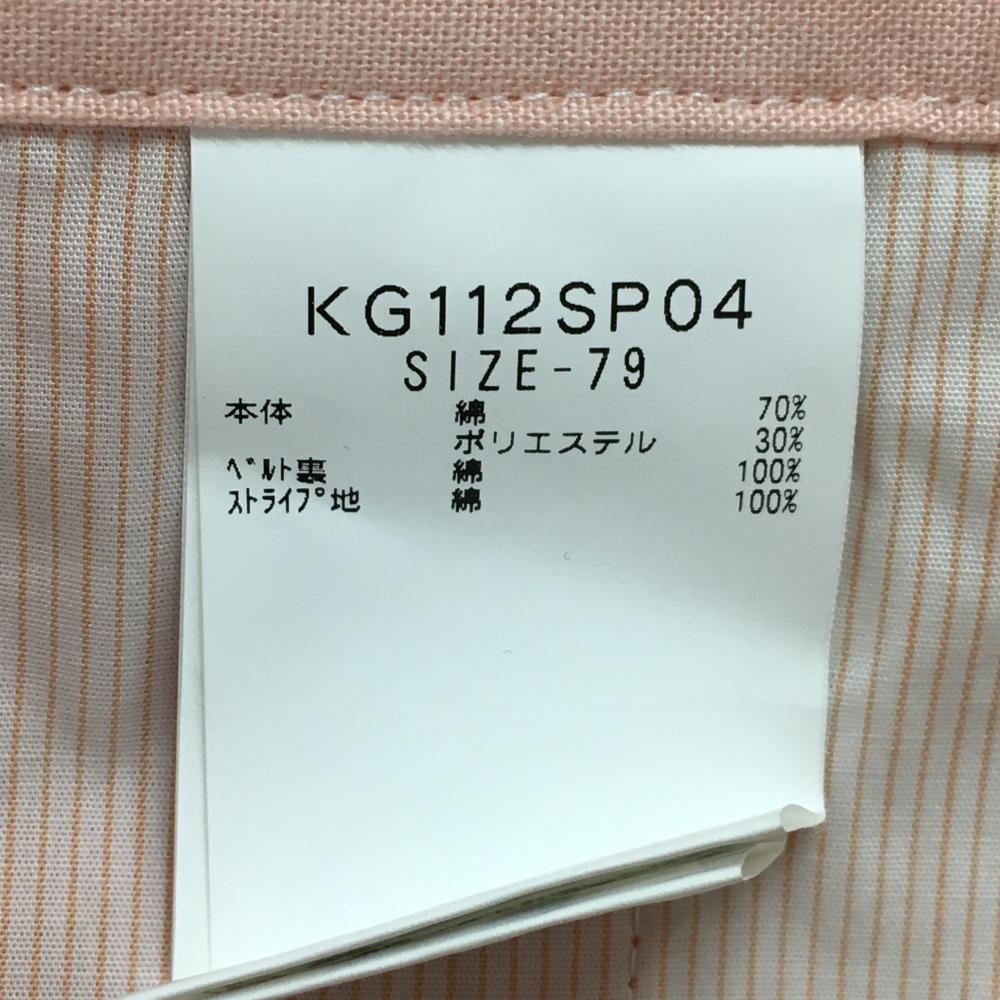 KG112SP04
SIZE-79
本体 綿 70%
ポリエステル 30%
ﾍﾞﾙﾄ裏 綿 100%
ｽﾄﾗｲﾌﾟ地 綿 100%